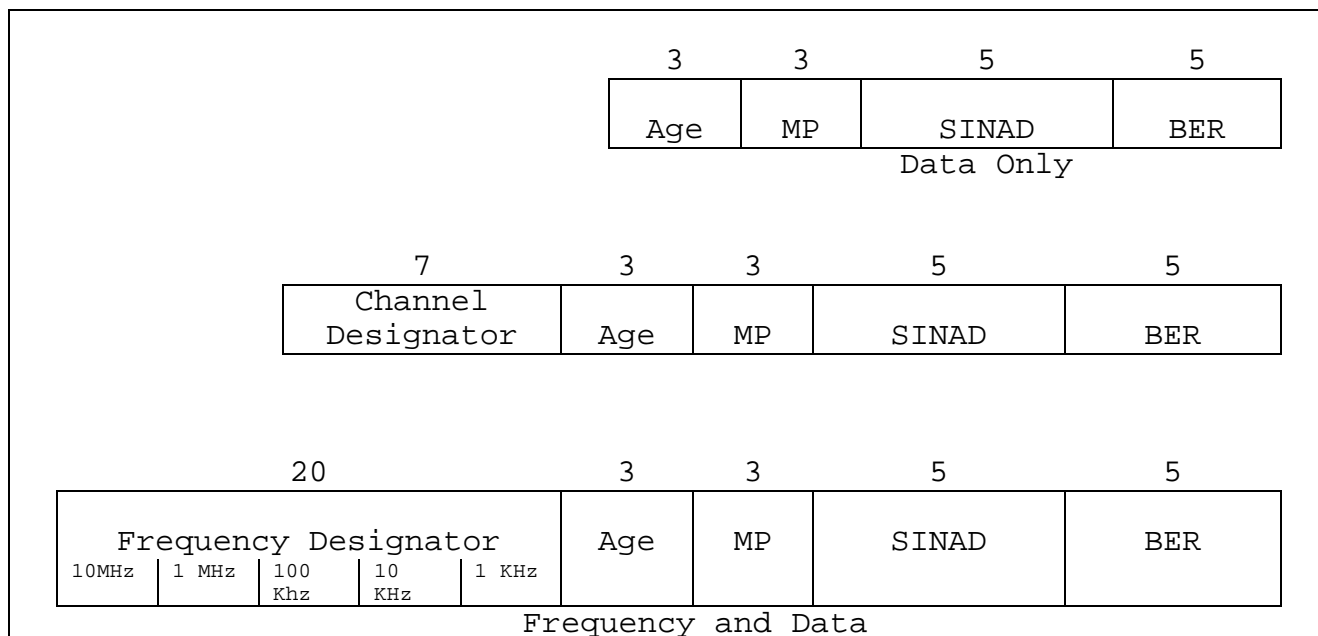 3 3 5 5
Age MP SINAD BER
Data Only
7 3 3 5 5
Channel
Designator Age MP SINAD BER
20 3 3 5 5
Frequency Designator Age MP SINAD BER
10MHz 1 MHz 100 10 1 KHz
Khz KHz
Frequency and Data